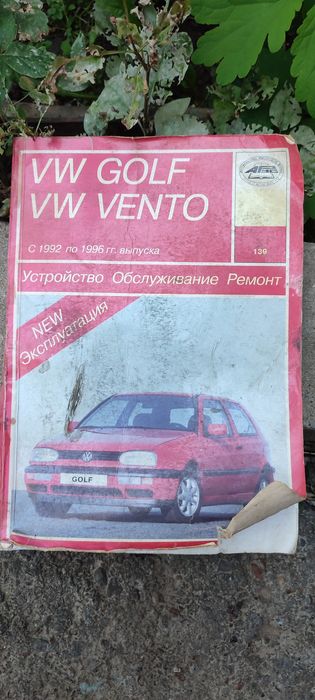 VW GOLF
VW VENTO
С 1992 по 1996 гг. выпуска
139
Устройство Обслуживание Ремонт
NEW
Эксплуатация
GOLF